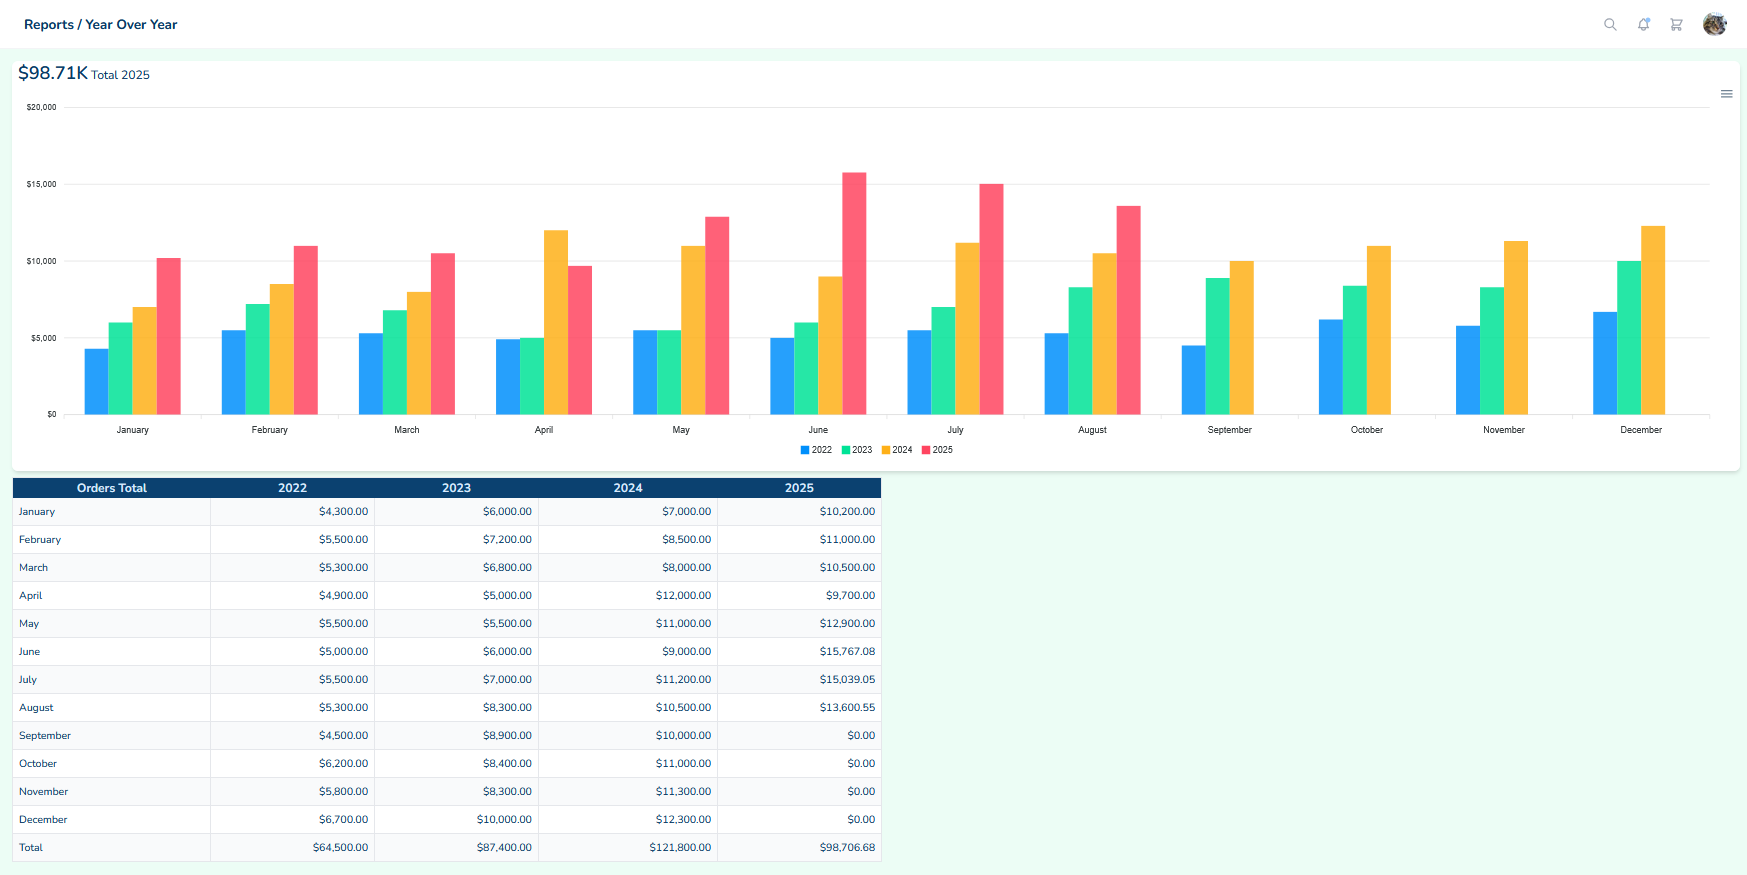 Reports / Year Over Year
$98.71K Total 2025
$20,000
$15,000
$10,000
$5,000
$0
January February March April May June July August September October November December
2022 2023 2024 2025
Orders Total 2022 2023 2024 2025
January $4,300.00 $6,000.00 $7,000.00 $10,200.00
February $5,500.00 $7,200.00 $8,500.00 $11,000.00
March $5,300.00 $6,800.00 $8,000.00 $10,500.00
April $4,900.00 $5,000.00 $12,000.00 $9,700.00
May $5,500.00 $5,500.00 $11,000.00 $12,900.00
June $5,000.00 $6,000.00 $9,000.00 $15,767.08
July $5,500.00 $7,000.00 $11,200.00 $15,039.05
August $5,300.00 $8,300.00 $10,500.00 $13,600.55
September $4,500.00 $8,900.00 $10,000.00 $0.00
October $6,200.00 $8,400.00 $11,000.00 $0.00
November $5,800.00 $8,300.00 $11,300.00 $0.00
December $6,700.00 $10,000.00 $12,300.00 $0.00
Total $64,500.00 $87,400.00 $121,800.00 $98,706.68